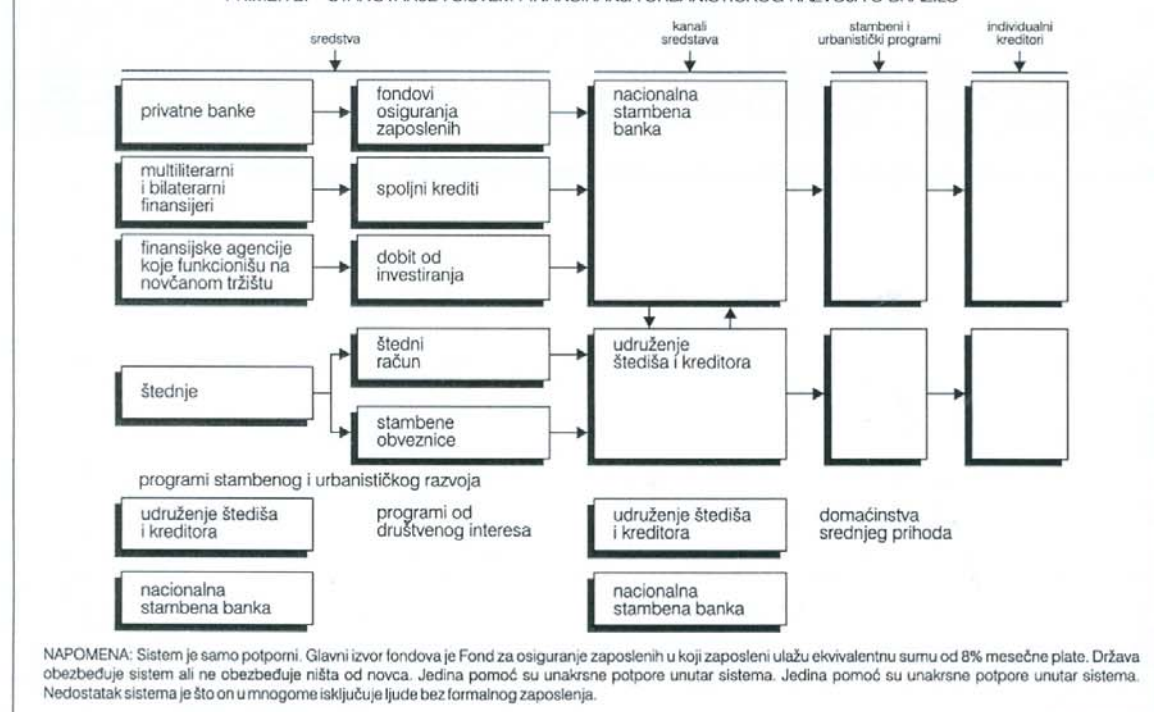 STANOVANJE I SISTEM FINANSIRANJA URBANISTIČKOG RAZVOJA U BRAZILU
sredstva
kanali
sredstava
stambeni i
urbanistički programi
individualni
kreditori
privatne banke
fondovi
osiguranja
zaposlenih
nacionalna
stambena
banka
multiliterarni
i bilaterarni
finansijeri
spoljni krediti
finansijske agencije
koje funkcionišu na
novčanom tržištu
dobit od
investiranja
štednje
štedni
račun
stambene
obveznice
udruženje
štediša i kreditora
programi stambenog i urbanističkog razvoja
udruženje štediša
i kreditora
programi od
društvenog interesa
udruženje štediša
i kreditora
domaćinstva
srednjeg prihoda
nacionalna
stambena banka
nacionalna
stambena banka
NAPOMENA: Sistem je samo potporni. Glavni izvor fondova je Fond za osiguranje zaposlenih u koji zaposleni ulažu ekvivalentnu sumu od 8% mesečne plate. Država
obezbeđuje sistem ali ne obezbeđuje ništa od novca. Jedina pomoć su unakrsne potpore unutar sistema. Jedina pomoć su unakrsne potpore unutar sistema.
Nedostatak sistema je što on u mnogome isključuje ljude bez formalnog zaposlenja.